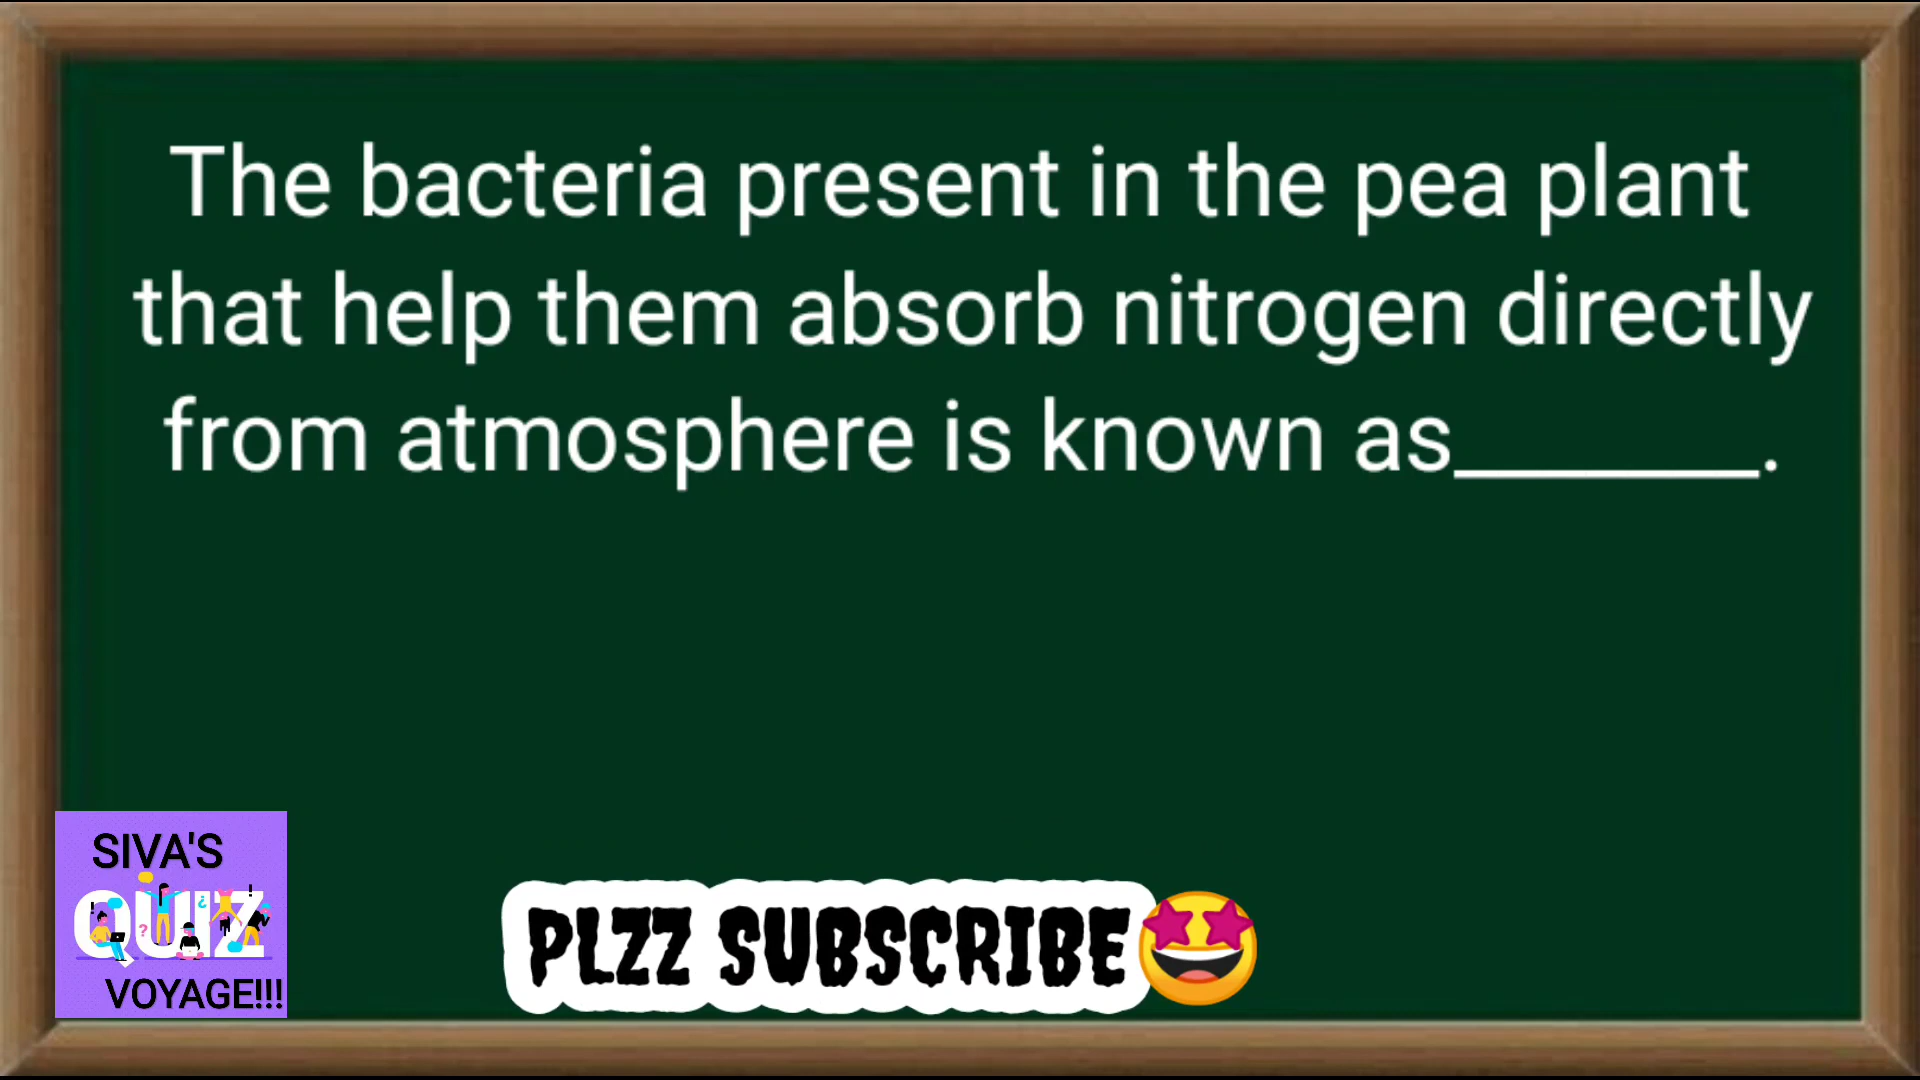 The bacteria present in the pea plant
that help them absorb nitrogen directly
from atmosphere is known as_______.
SIVA'S
QUIZ
VOYAGE!!!
PLZZ SUBSCRIBE🤩